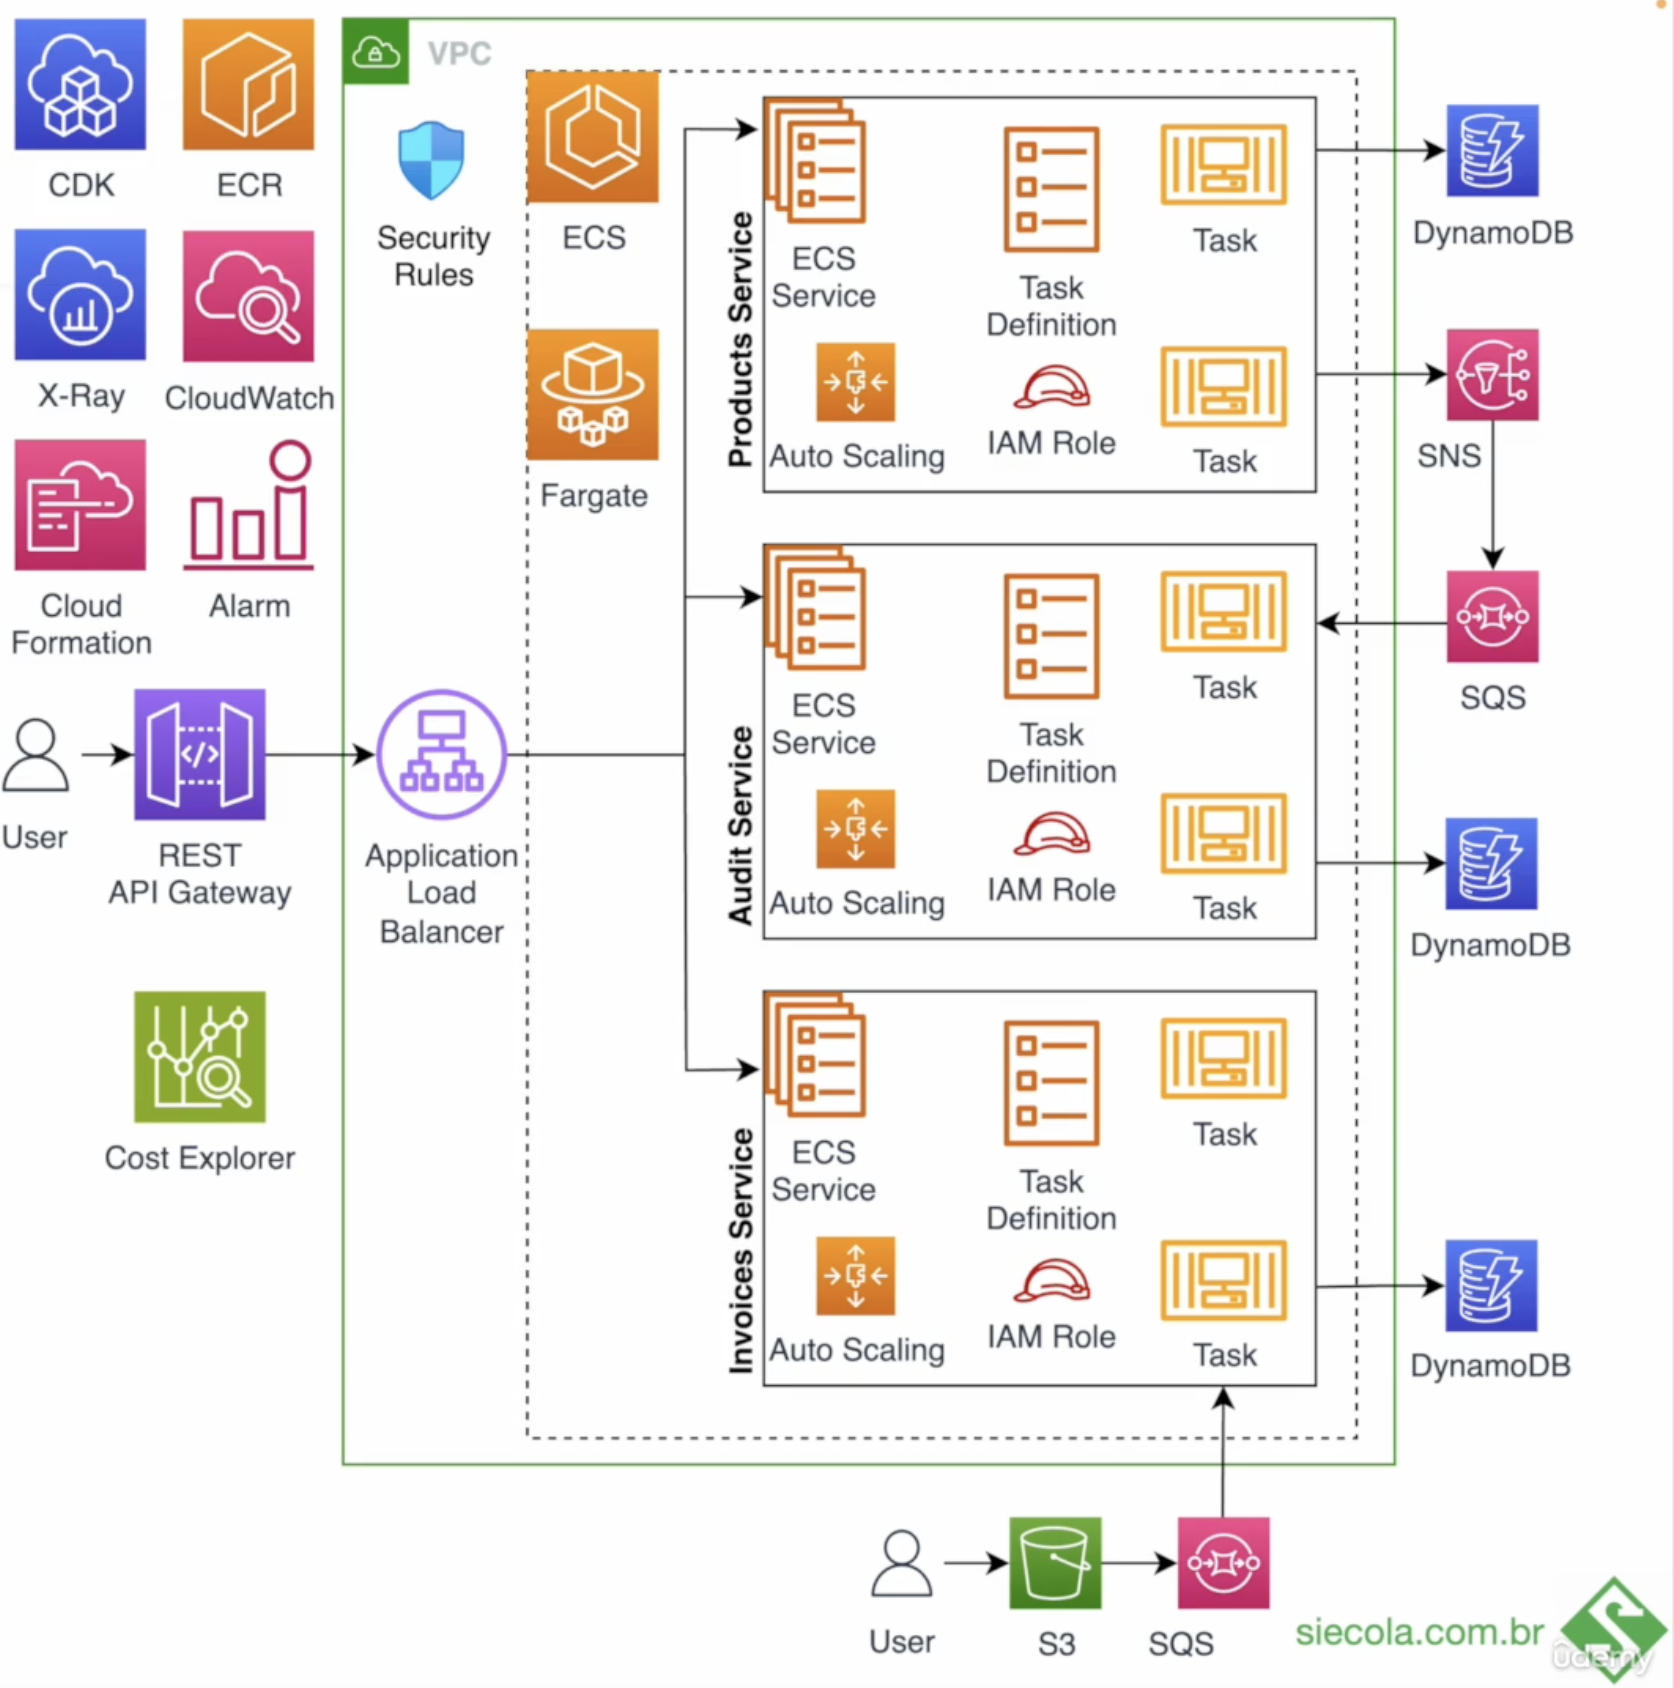 CDK
ECR
X-Ray
CloudWatch
Cloud
Formation
Alarm
User
REST
API Gateway
Cost Explorer
VPC
Security
Rules
Application
Load
Balancer
ECS
Fargate
Products Service
ECS
Service
Task
Definition
Task
Auto Scaling
IAM Role
Task
Audit Service
ECS
Service
Task
Definition
Task
Auto Scaling
IAM Role
Task
Invoices Service
ECS
Service
Task
Definition
Task
Auto Scaling
IAM Role
Task
DynamoDB
SNS
SQS
DynamoDB
DynamoDB
User
S3
SQS
siecola.com.br
ûdemy